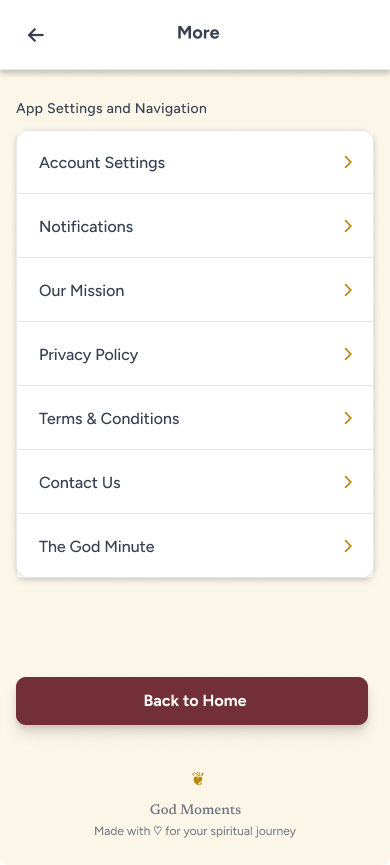 More
App Settings and Navigation
Account Settings
Notifications
Our Mission
Privacy Policy
Terms & Conditions
Contact Us
The God Minute
Back to Home
❦
God Moments
Made with ♡ for your spiritual journey